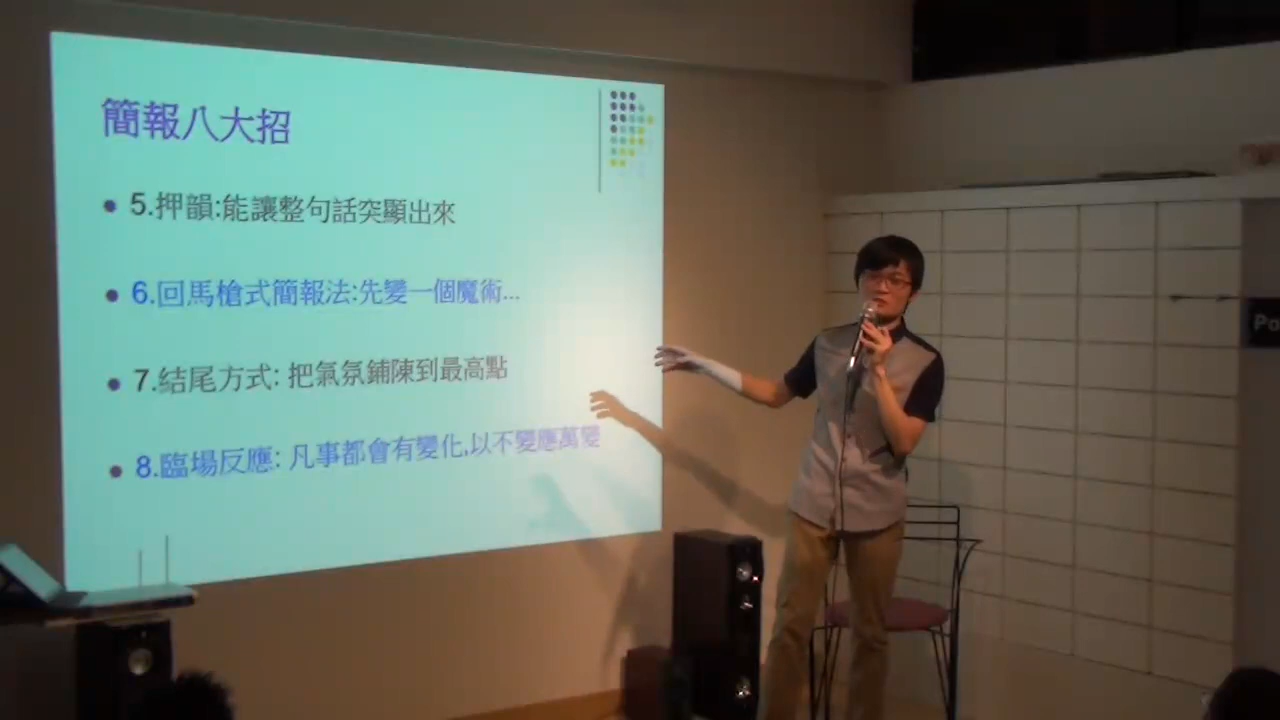 簡報八大招
5.押韻:能讓整句話突顯出來
6.回馬槍式簡報法:先變一個魔術...
7.结尾方式: 把氣氛鋪陳到最高點
8.臨場反應: 凡事都會有變化,以不變應萬變